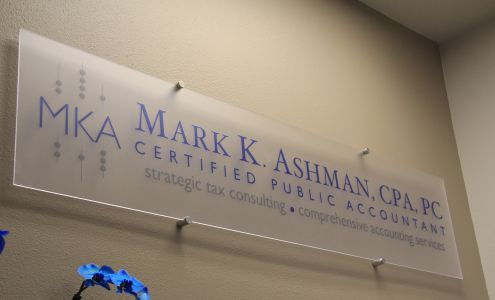 MKA
MARK K. ASHMAN, CPA, PC
CERTIFIED PUBLIC ACCOUNTANT
strategic tax consulting • comprehensive accounting services